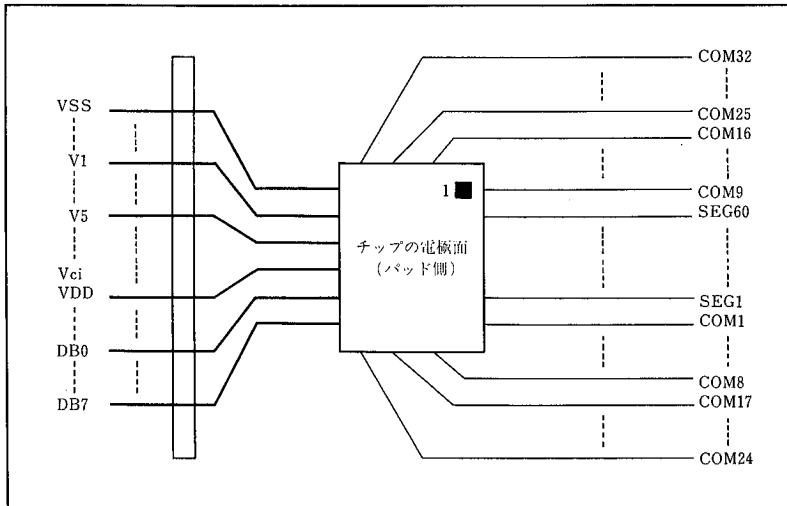 VSS
V1
V5
Vci
VDD
DB0
DB7
1
チップの電極面
(パッド側)
COM32
COM25
COM16
COM9
SEG60
SEG1
COM1
COM8
COM17
COM24